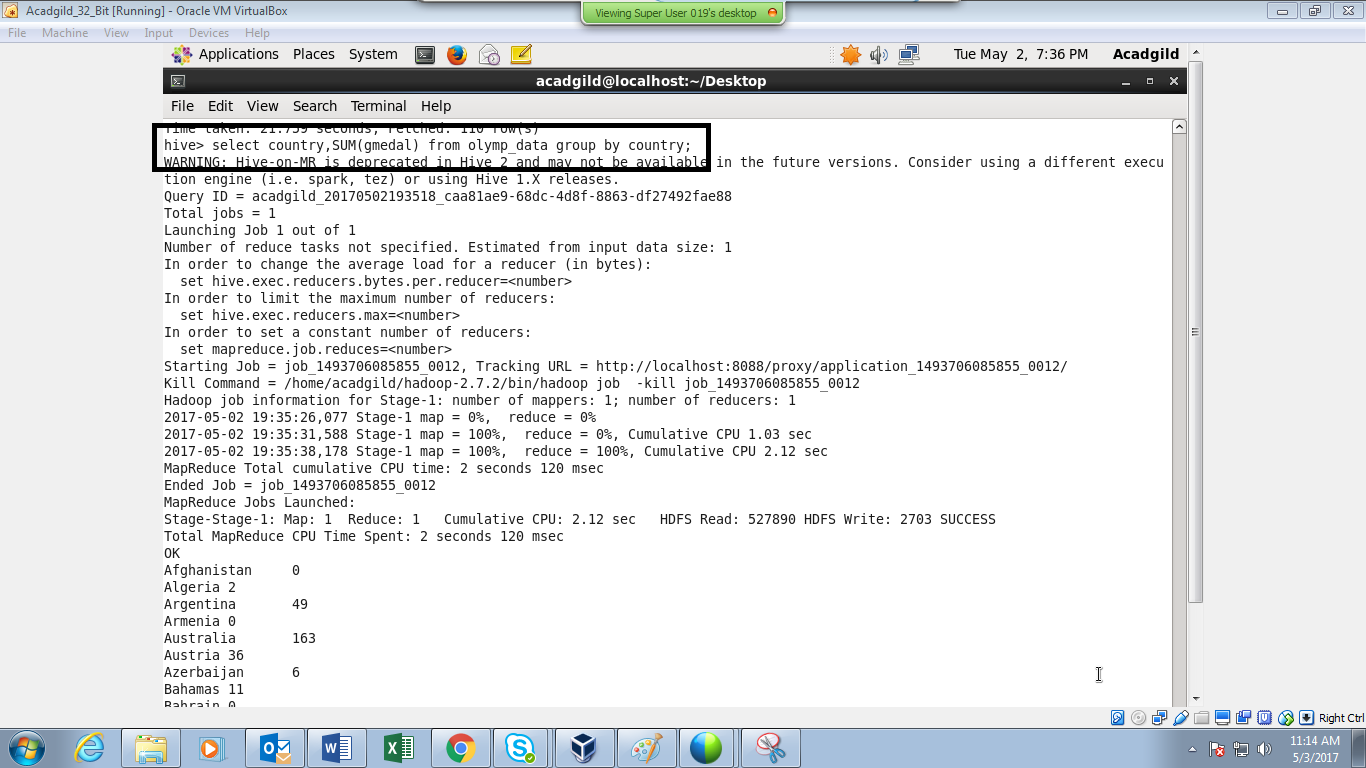 Acadgild_32_Bit [Running] - Oracle VM VirtualBox
Viewing Super User 019's desktop
File Machine View Input Devices Help
Applications Places System Tue May 2, 7:36 PM Acadgild
acadgild@localhost:~/Desktop
File Edit View Search Terminal Help
Time taken: 21.759 seconds, Fetched: 110 row(s)
hive> select country,SUM(gmedal) from olymp_data group by country;
WARNING: Hive-on-MR is deprecated in Hive 2 and may not be available in the future versions. Consider using a different execu
tion engine (i.e. spark, tez) or using Hive 1.X releases.
Query ID = acadgild_20170502193518_caa81ae9-68dc-4d8f-8863-df27492fae88
Total jobs = 1
Launching Job 1 out of 1
Number of reduce tasks not specified. Estimated from input data size: 1
In order to change the average load for a reducer (in bytes):
  set hive.exec.reducers.bytes.per.reducer=<number>
In order to limit the maximum number of reducers:
  set hive.exec.reducers.max=<number>
In order to set a constant number of reducers:
  set mapreduce.job.reduces=<number>
Starting Job = job_1493706085855_0012, Tracking URL = http://localhost:8088/proxy/application_1493706085855_0012/
Kill Command = /home/acadgild/hadoop-2.7.2/bin/hadoop job  -kill job_1493706085855_0012
Hadoop job information for Stage-1: number of mappers: 1; number of reducers: 1
2017-05-02 19:35:26,077 Stage-1 map = 0%,  reduce = 0%
2017-05-02 19:35:31,588 Stage-1 map = 100%,  reduce = 0%, Cumulative CPU 1.03 sec
2017-05-02 19:35:38,178 Stage-1 map = 100%,  reduce = 100%, Cumulative CPU 2.12 sec
MapReduce Total cumulative CPU time: 2 seconds 120 msec
Ended Job = job_1493706085855_0012
MapReduce Jobs Launched:
Stage-Stage-1: Map: 1  Reduce: 1   Cumulative CPU: 2.12 sec   HDFS Read: 527890 HDFS Write: 2703 SUCCESS
Total MapReduce CPU Time Spent: 2 seconds 120 msec
OK
Afghanistan     0
Algeria 2
Argentina       49
Armenia 0
Australia       163
Austria 36
Azerbaijan      6
Bahamas 11
Bahrain 0
Right Ctrl
11:14 AM
5/3/2017